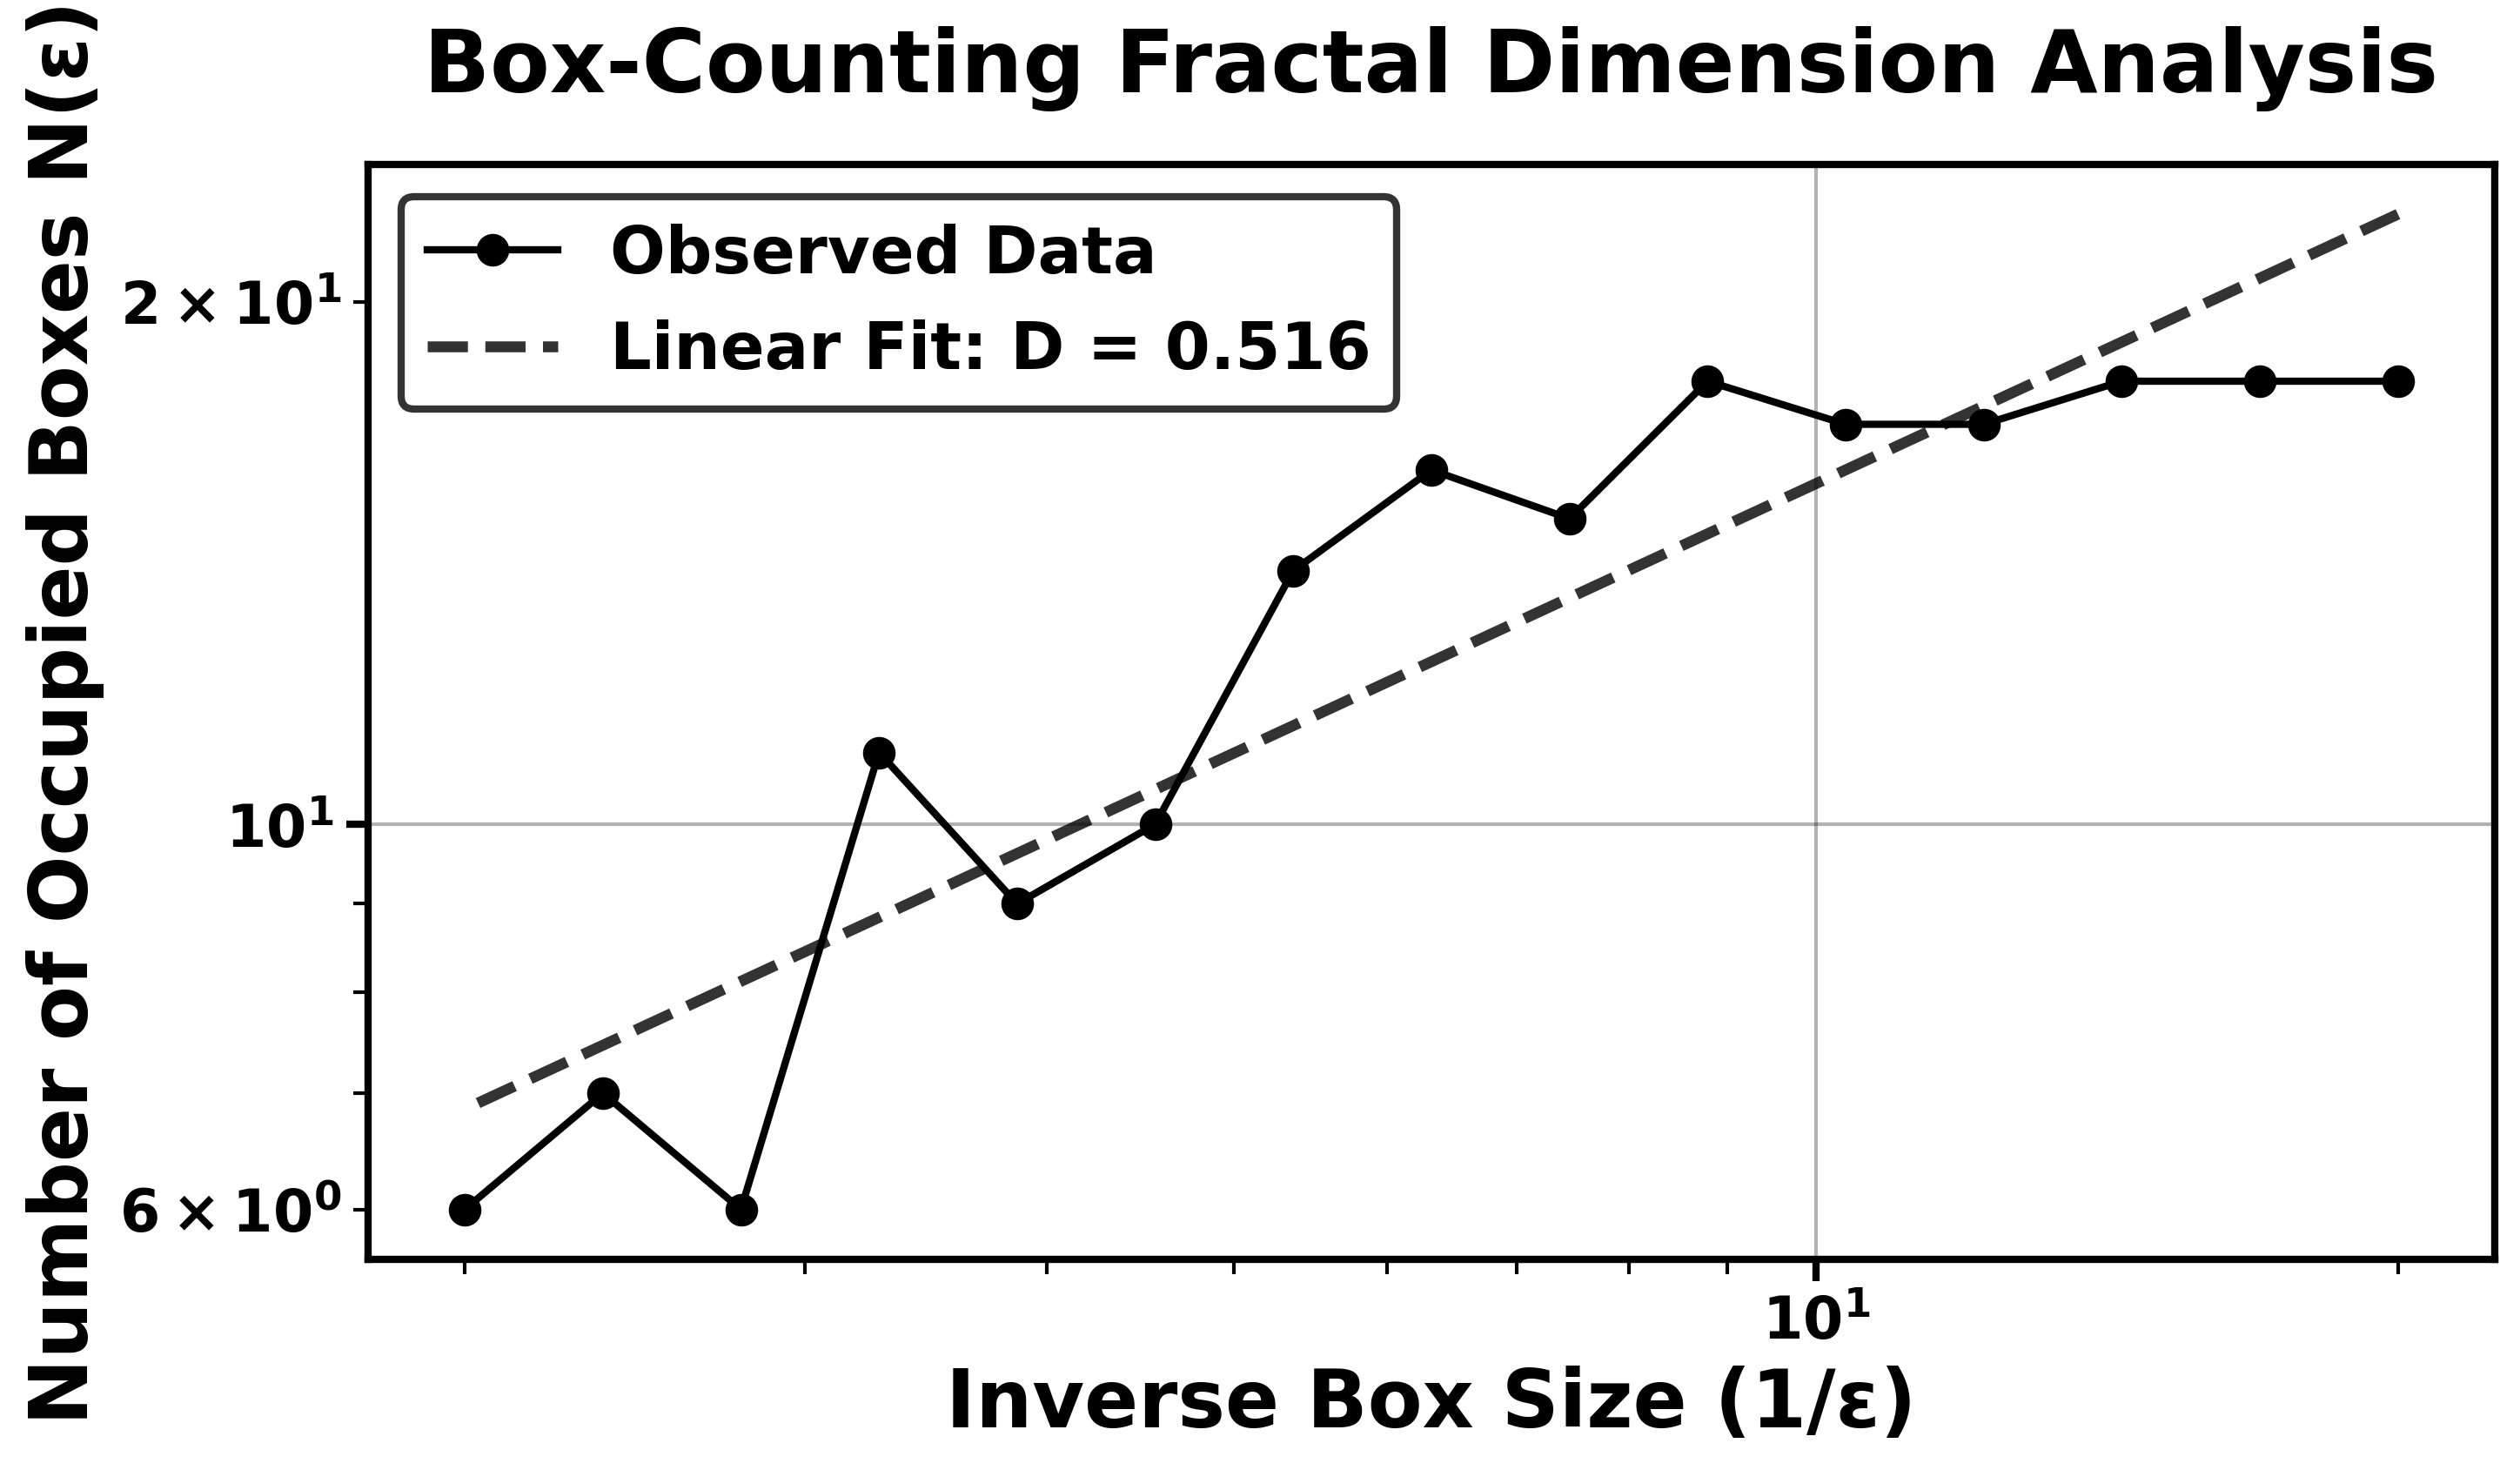 Box-Counting Fractal Dimension Analysis
Number of Occupied Boxes N(ε)
Observed Data
Linear Fit: D = 0.516
2 × 10¹
10¹
6 × 10⁰
10¹
Inverse Box Size (1/ε)